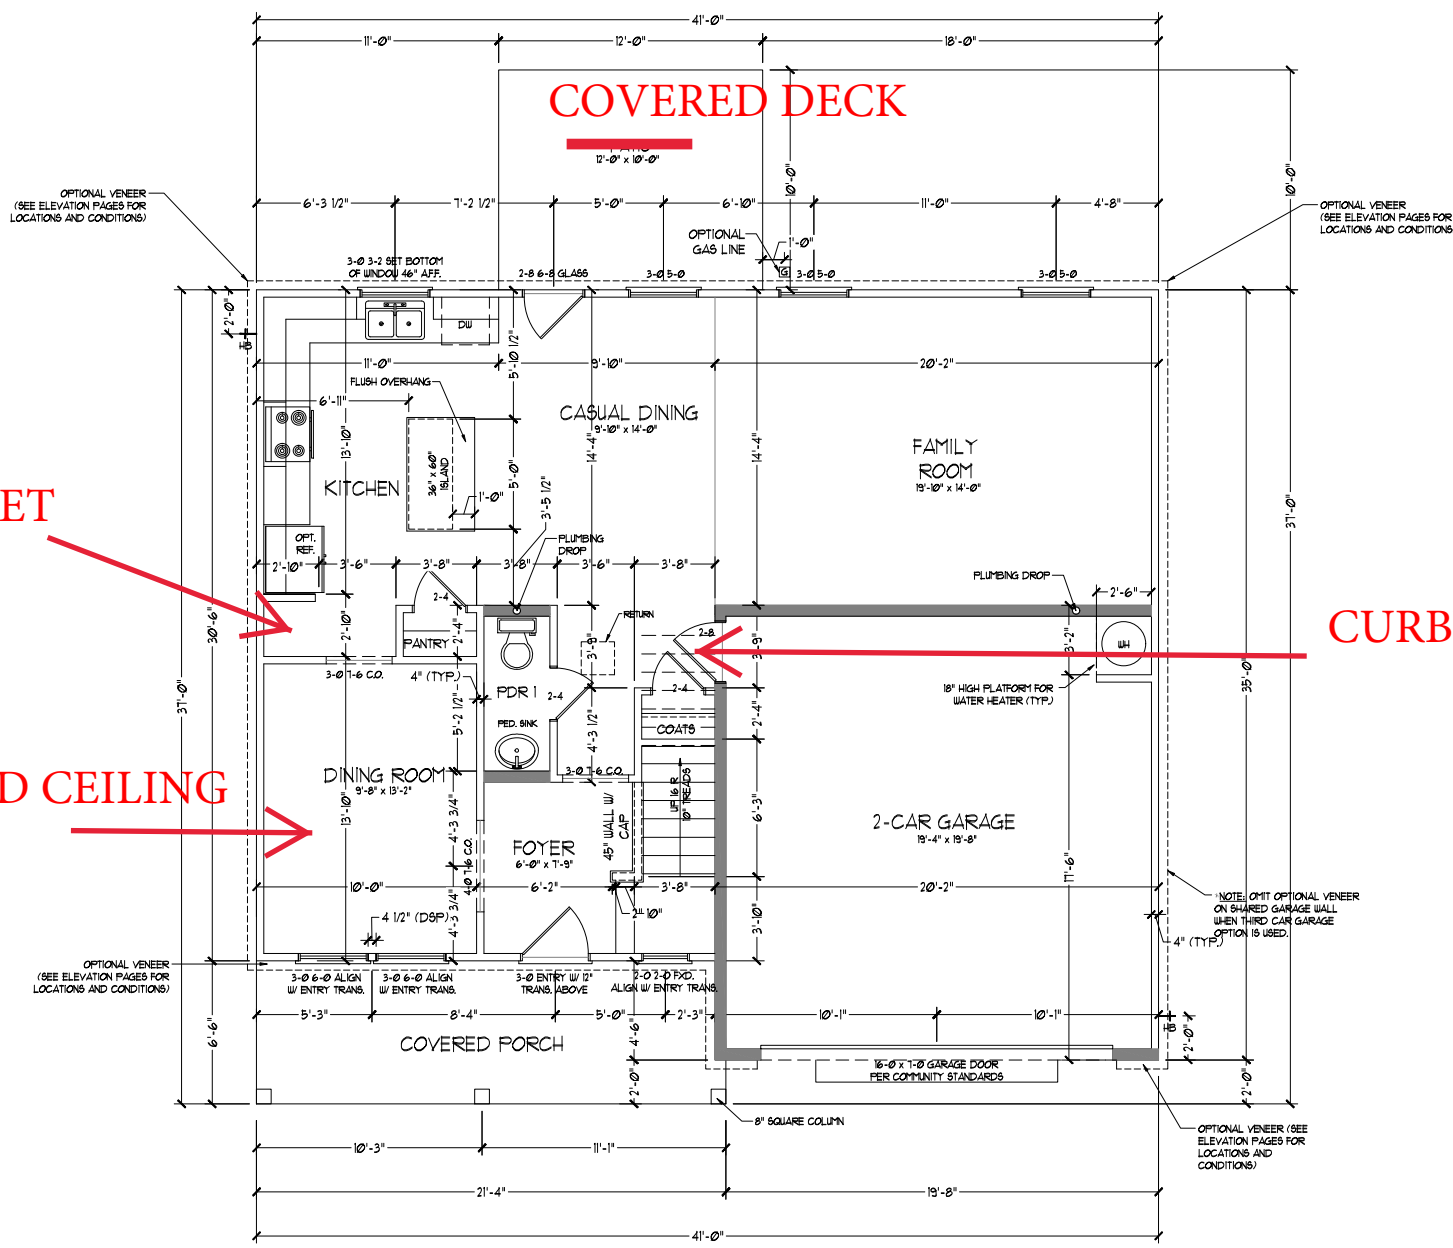 41'-0"
11'-0"
12'-0"
18'-0"
COVERED DECK
12'-0" x 10'-0"
10'-0"
10'-0"
OPTIONAL VENEER
(SEE ELEVATION PAGES FOR
LOCATIONS AND CONDITIONS)
OPTIONAL VENEER
(SEE ELEVATION PAGES FOR
LOCATIONS AND CONDITIONS
6'-3 1/2"
7'-2 1/2"
5'-0"
6'-10"
11'-0"
4'-8"
OPTIONAL
GAS LINE
1'-0"
G
3-0 3-2 SET BOTTOM
OF WINDOW 46" A.F.F.
2-8 6-8 GLASS
3-0 5-0
3-0 5-0
3-0 5-0
2'-0"
HB
DW
11'-0"
5'-10 1/2"
9'-10"
20'-2"
FLUSH OVERHANG
6'-11"
CASUAL DINING
9'-10" x 14'-0"
13'-10"
14'-4"
14'-4"
FAMILY
ROOM
19'-10" x 14'-0"
36" x 60"
ISLAND
5'-0"
1'-0"
3'-5 1/2"
KITCHEN
ET
37'-0"
OPT.
REF.
PLUMBING
DROP
2'-10"
3'-6"
3'-8"
3'-8"
3'-6"
3'-8"
PLUMBING DROP
2'-6"
2-4
RETURN
30'-6"
2'-10"
PANTRY
2'-4"
3'-9"
2-8
3'-9"
3'-2"
WH
CURB
3-0 7-6 C.O.
4" (TYP.)
PDR 1
2-4
2-4
18" HIGH PLATFORM FOR
WATER HEATER (TYP.)
35'-0"
37'-0"
5'-2 1/2"
PED. SINK
4'-3 1/2"
COATS
2'-4"
D CEILING
DINING ROOM
9'-8" x 13'-2"
3-0 7-6 C.O.
UP 16 R
10" TREADS
13'-10"
4'-3 3/4"
45" WALL W/
CAP
6'-3"
2-CAR GARAGE
19'-4" x 19'-8"
FOYER
6'-0" x 7'-9"
4-0 7-6 C.O.
17'-6"
10'-0"
6'-2"
3'-8"
20'-2"
4 1/2" (DSP.)
4'-3 3/4"
2"
10"
3'-10"
NOTE: OMIT OPTIONAL VENEER
ON SHARED GARAGE WALL
WHEN THIRD CAR GARAGE
OPTION IS USED.
4" (TYP.)
OPTIONAL VENEER
(SEE ELEVATION PAGES FOR
LOCATIONS AND CONDITIONS)
3-0 6-0 ALIGN
W/ ENTRY TRANS.
3-0 6-0 ALIGN
W/ ENTRY TRANS.
3-0 ENTRY W/ 12"
TRANS. ABOVE
2-0 2-0 FXD.
ALIGN W/ ENTRY TRANS.
5'-3"
8'-4"
5'-0"
2'-3"
10'-1"
10'-1"
HB
2'-0"
6'-6"
COVERED PORCH
4'-6"
16-0 x 7-0 GARAGE DOOR
PER COMMUNITY STANDARDS
2'-0"
2'-0"
8" SQUARE COLUMN
OPTIONAL VENEER (SEE
ELEVATION PAGES FOR
LOCATIONS AND
CONDITIONS)
10'-3"
11'-1"
21'-4"
19'-8"
41'-0"